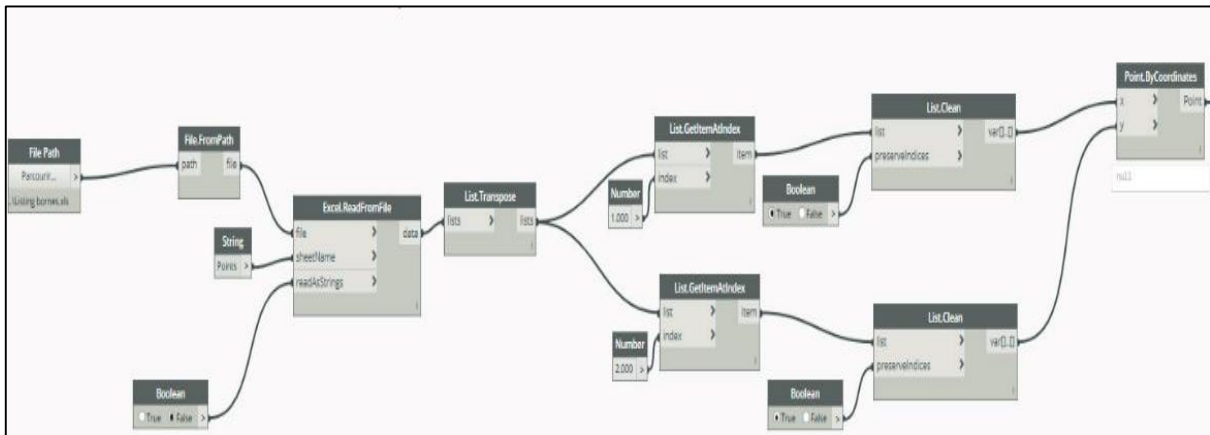 File Path
Parcourir... >
..\Listing bornes.xls
File.FromPath
path > file
String
Points >
Boolean
True False >
Excel.ReadFromFile
file > data
sheetName >
readAsStrings >
List.Transpose
lists > lists
Number
1.000 >
List.GetItemAtIndex
list > item
index >
Number
2.000 >
List.GetItemAtIndex
list > item
index >
Boolean
True False >
List.Clean
list > var[]..[]
preserveIndices >
Boolean
True False >
List.Clean
list > var[]..[]
preserveIndices >
Point.ByCoordinates
x > Point
y >
null